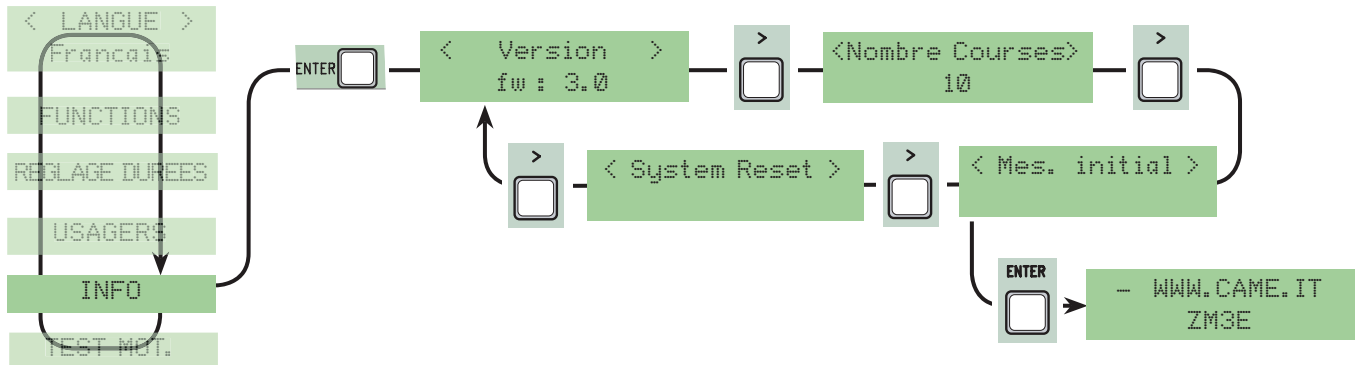 < LANGUE >
Francais
FUNCTIONS
REGLAGE DUREES
USAGERS
INFO
TEST MOT.
ENTER
< Version >
fw : 3.0
>
<Nombre Courses>
10
>
< Mes. initial >
>
< System Reset >
>
ENTER
- WWW.CAME.IT
ZM3E